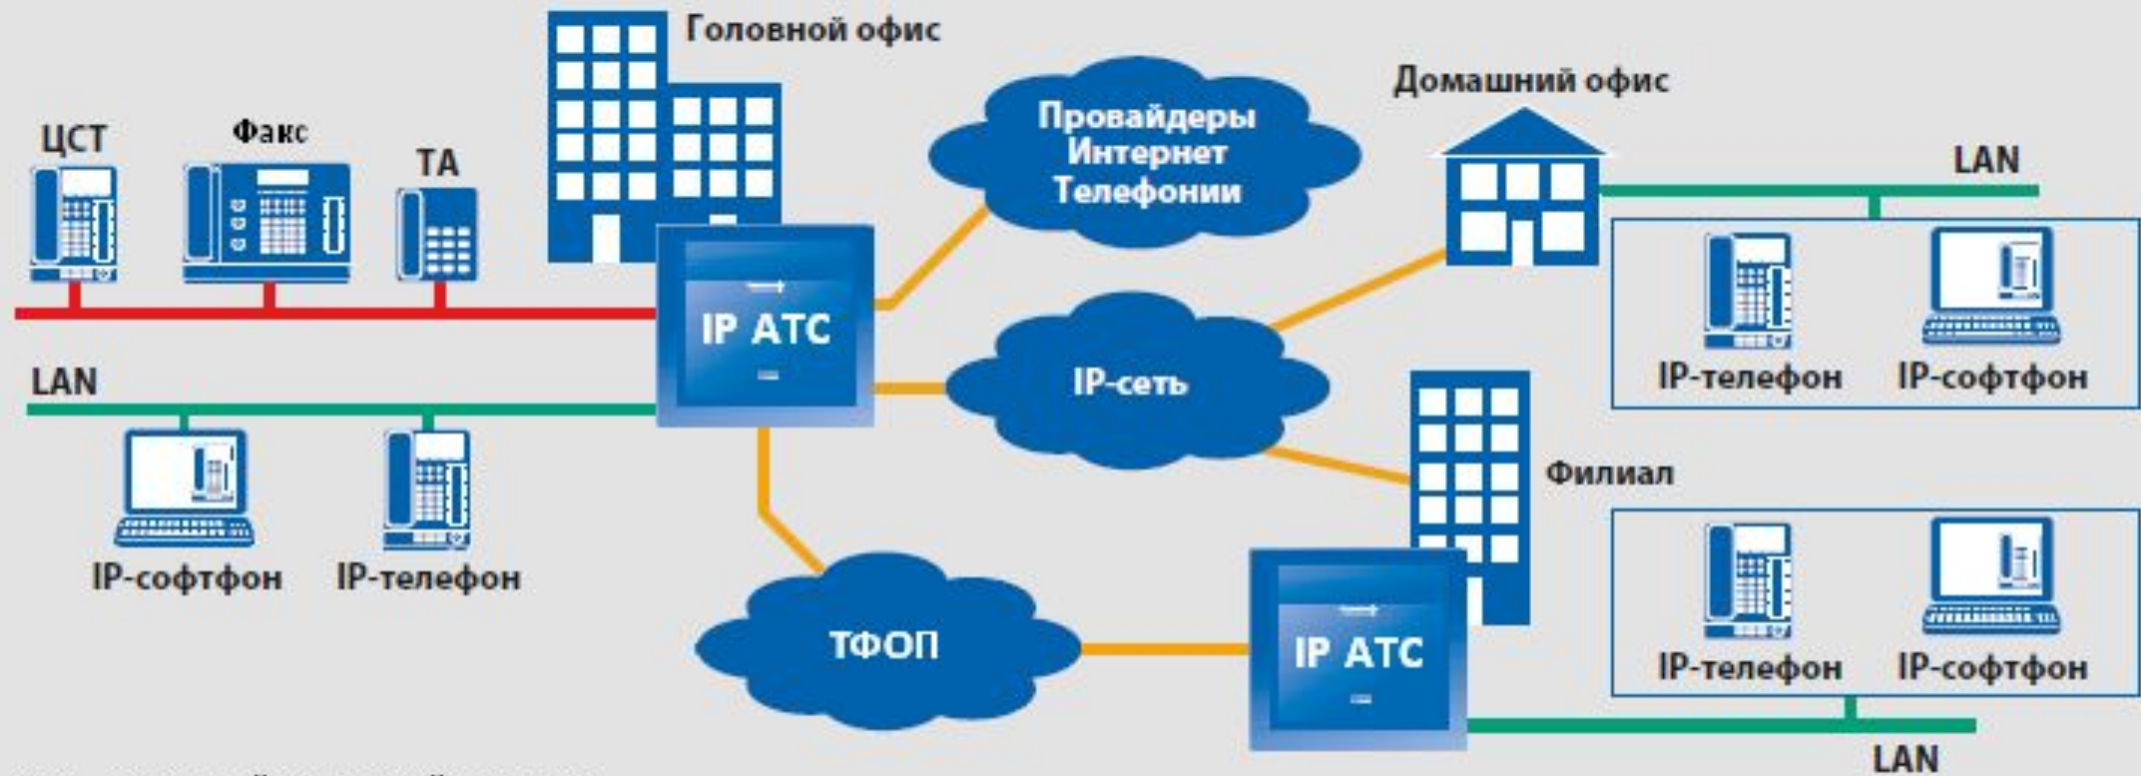 Головной офис
Домашний офис
ЦСТ
Факс
ТА
Провайдеры
Интернет
Телефонии
LAN
IP АТС
IP-телефон
IP-софтфон
LAN
IP-сеть
Филиал
IP-софтфон
IP-телефон
ТФОП
IP АТС
IP-телефон
IP-софтфон
LAN